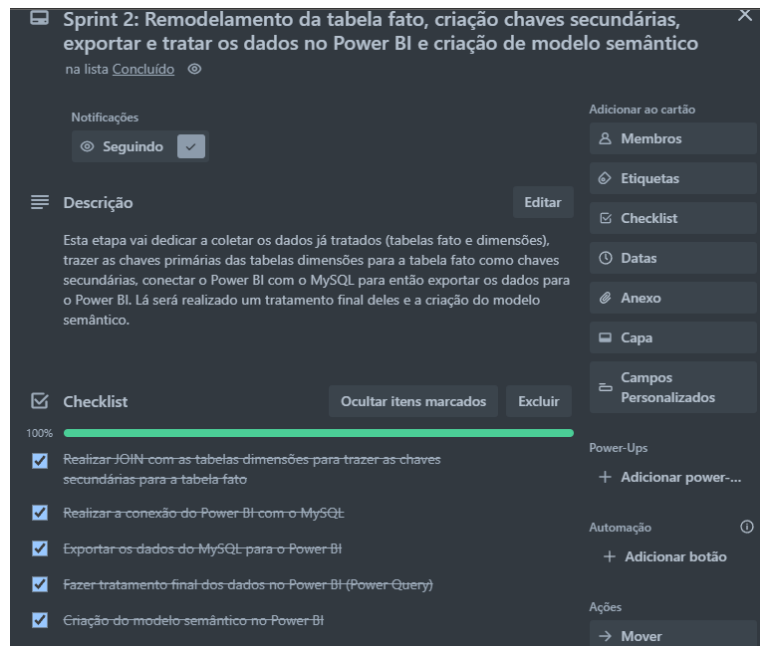 Sprint 2: Remodelamento da tabela fato, criação chaves secundárias,
exportar e tratar os dados no Power BI e criação de modelo semântico
na lista Concluído
Notificações
Seguindo
Descrição
Editar
Esta etapa vai dedicar a coletar os dados já tratados (tabelas fato e dimensões),
trazer as chaves primárias das tabelas dimensões para a tabela fato como chaves
secundárias, conectar o Power BI com o MySQL para então exportar os dados para
o Power BI. Lá será realizado um tratamento final deles e a criação do modelo
semântico.
Checklist
Ocultar itens marcados
Excluir
100%
Realizar JOIN com as tabelas dimensões para trazer as chaves
secundárias para a tabela fato
Realizar a conexão do Power BI com o MySQL
Exportar os dados do MySQL para o Power BI
Fazer tratamento final dos dados no Power BI (Power Query)
Criação do modelo semântico no Power BI
Adicionar ao cartão
Membros
Etiquetas
Checklist
Datas
Anexo
Capa
Campos
Personalizados
Power-Ups
+ Adicionar power-...
Automação
+ Adicionar botão
Ações
→ Mover